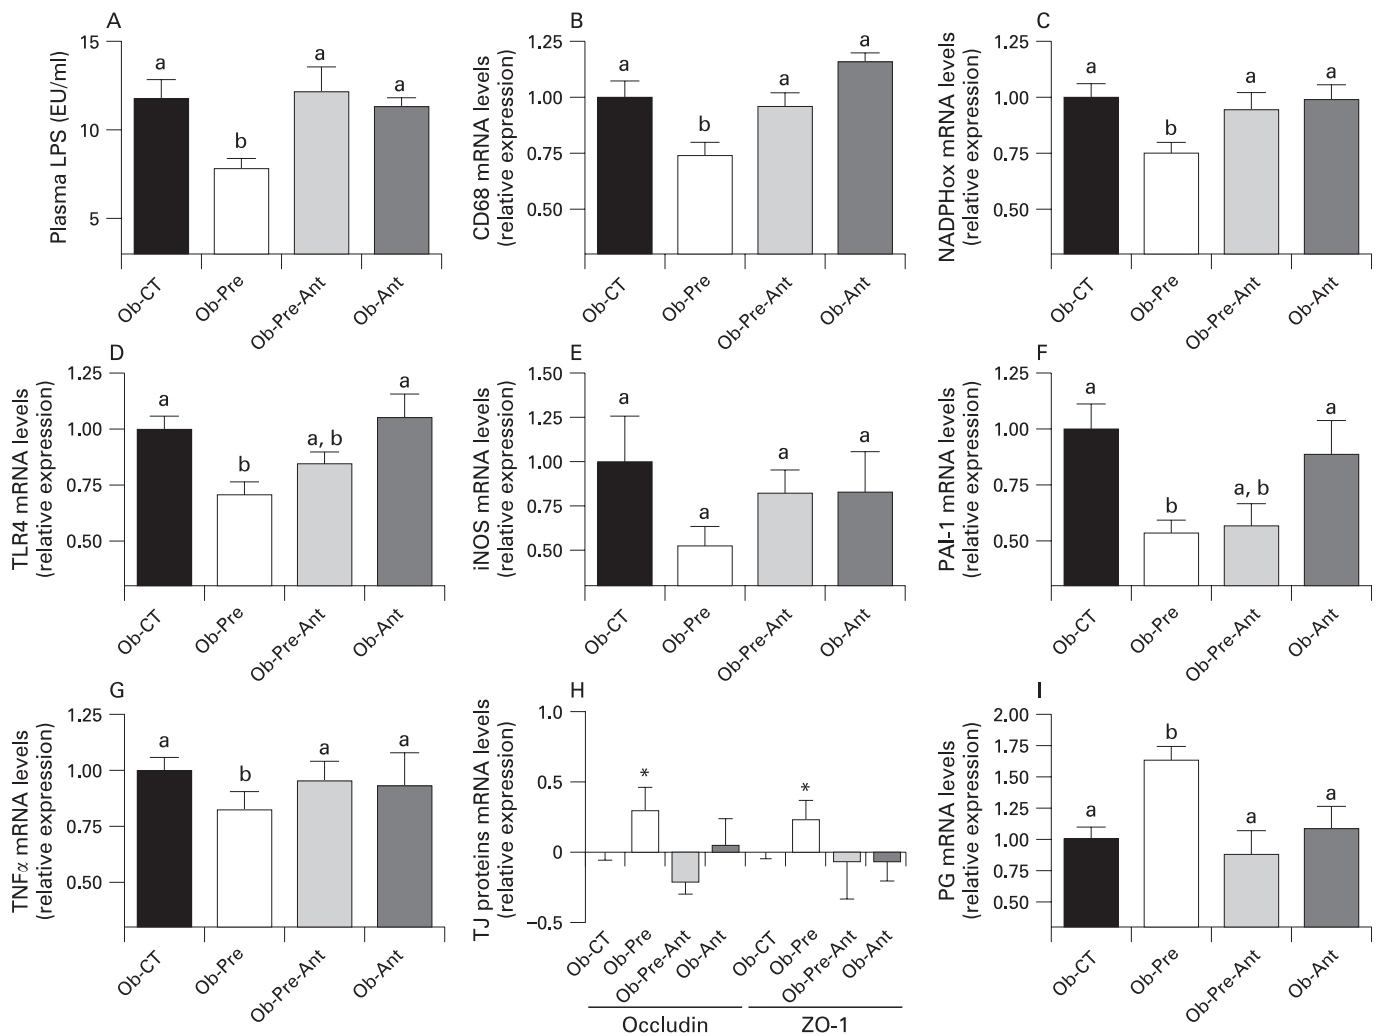 A
Plasma LPS (EU/ml)
15
10
5
a
b
a
a
Ob-CT
Ob-Pre
Ob-Pre-Ant
Ob-Ant
B
CD68 mRNA levels
(relative expression)
1.25
1.00
0.75
0.50
a
b
a
a
Ob-CT
Ob-Pre
Ob-Pre-Ant
Ob-Ant
C
NADPHox mRNA levels
(relative expression)
1.25
1.00
0.75
0.50
a
b
a
a
Ob-CT
Ob-Pre
Ob-Pre-Ant
Ob-Ant
D
TLR4 mRNA levels
(relative expression)
1.25
1.00
0.75
0.50
a
b
a, b
a
Ob-CT
Ob-Pre
Ob-Pre-Ant
Ob-Ant
E
iNOS mRNA levels
(relative expression)
1.50
1.25
1.00
0.75
0.50
a
a
a
a
Ob-CT
Ob-Pre
Ob-Pre-Ant
Ob-Ant
F
PAI-1 mRNA levels
(relative expression)
1.25
1.00
0.75
0.50
a
b
a, b
a
Ob-CT
Ob-Pre
Ob-Pre-Ant
Ob-Ant
G
TNFα mRNA levels
(relative expression)
1.25
1.00
0.75
0.50
a
b
a
a
Ob-CT
Ob-Pre
Ob-Pre-Ant
Ob-Ant
H
TJ proteins mRNA levels
(relative expression)
1.0
0.5
0
−0.5
*
*
Ob-CT
Ob-Pre
Ob-Pre-Ant
Ob-Ant
Ob-CT
Ob-Pre
Ob-Pre-Ant
Ob-Ant
Occludin
ZO-1
I
PG mRNA levels
(relative expression)
2.00
1.75
1.50
1.25
1.00
0.75
0.50
a
b
a
a
Ob-CT
Ob-Pre
Ob-Pre-Ant
Ob-Ant